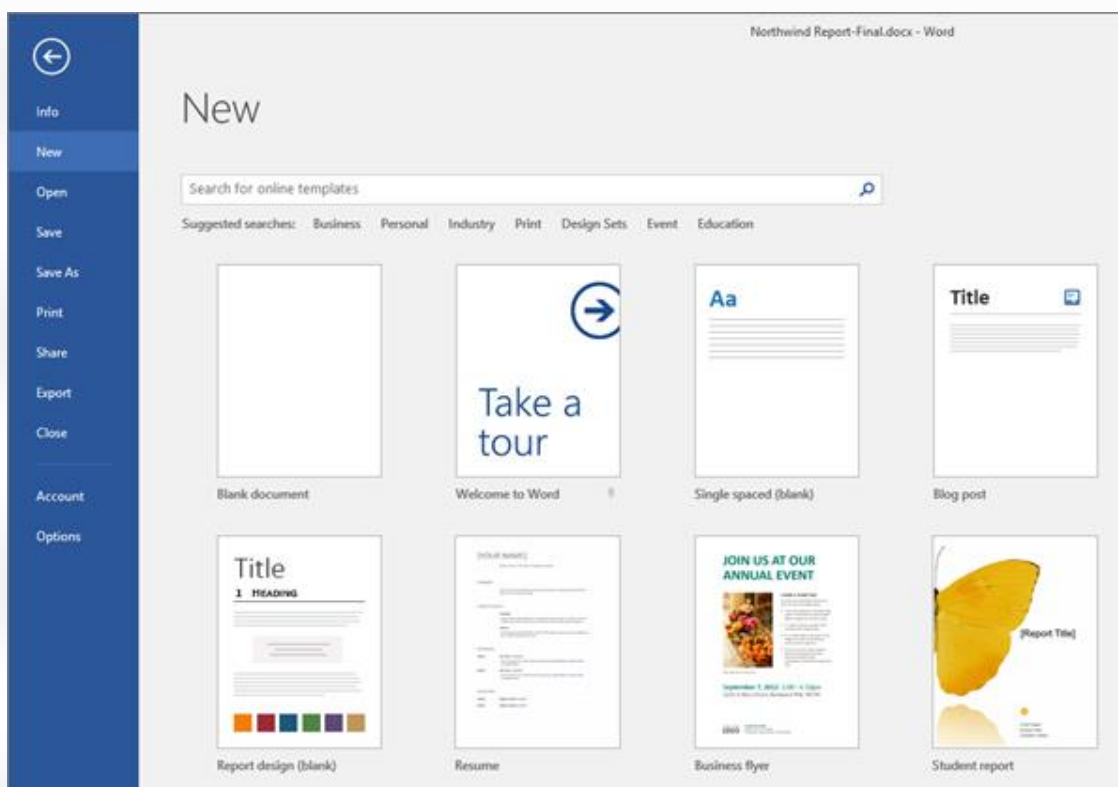 Northwind Report-Final.docx - Word
Info
New
Open
Save
Save As
Print
Share
Export
Close
Account
Options
New
Search for online templates
Suggested searches: Business Personal Industry Print Design Sets Event Education
Take a
tour
Aa
Title
Blank document
Welcome to Word
Single spaced (blank)
Blog post
Title
1 HEADING
[YOUR NAME]
JOIN US AT OUR
ANNUAL EVENT
[Report Title]
Report design (blank)
Resume
Business flyer
Student report